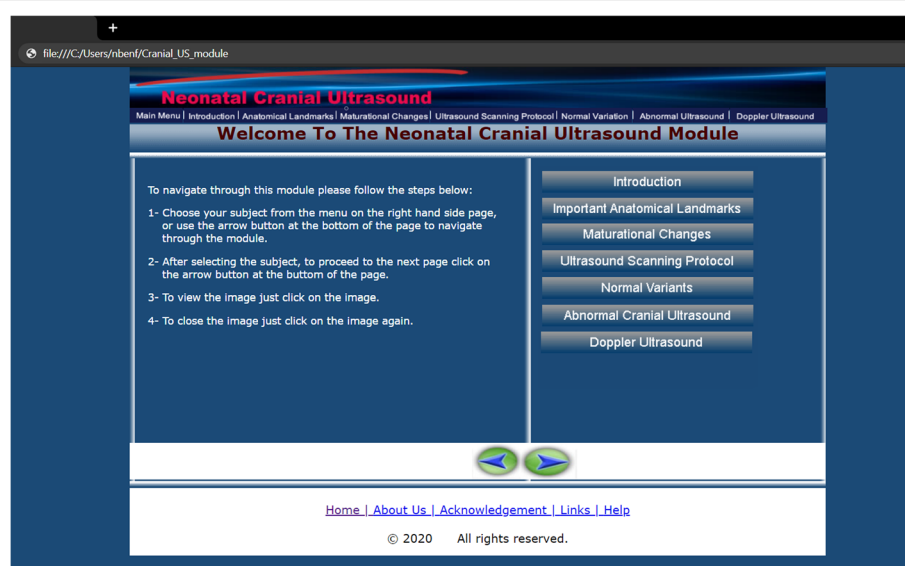 +
file:///C:/Users/nbenf/Cranial_US_module
Neonatal Cranial Ultrasound
Main Menu | Introduction | Anatomical Landmarks | Maturational Changes | Ultrasound Scanning Protocol | Normal Variation | Abnormal Ultrasound | Doppler Ultrasound
Welcome To The Neonatal Cranial Ultrasound Module
To navigate through this module please follow the steps below:
1- Choose your subject from the menu on the right hand side page,
or use the arrow button at the bottom of the page to navigate
through the module.
2- After selecting the subject, to proceed to the next page click on
the arrow button at the buttom of the page.
3- To view the image just click on the image.
4- To close the image just click on the image again.
Introduction
Important Anatomical Landmarks
Maturational Changes
Ultrasound Scanning Protocol
Normal Variants
Abnormal Cranial Ultrasound
Doppler Ultrasound
Home | About Us | Acknowledgement | Links | Help
© 2020 All rights reserved.